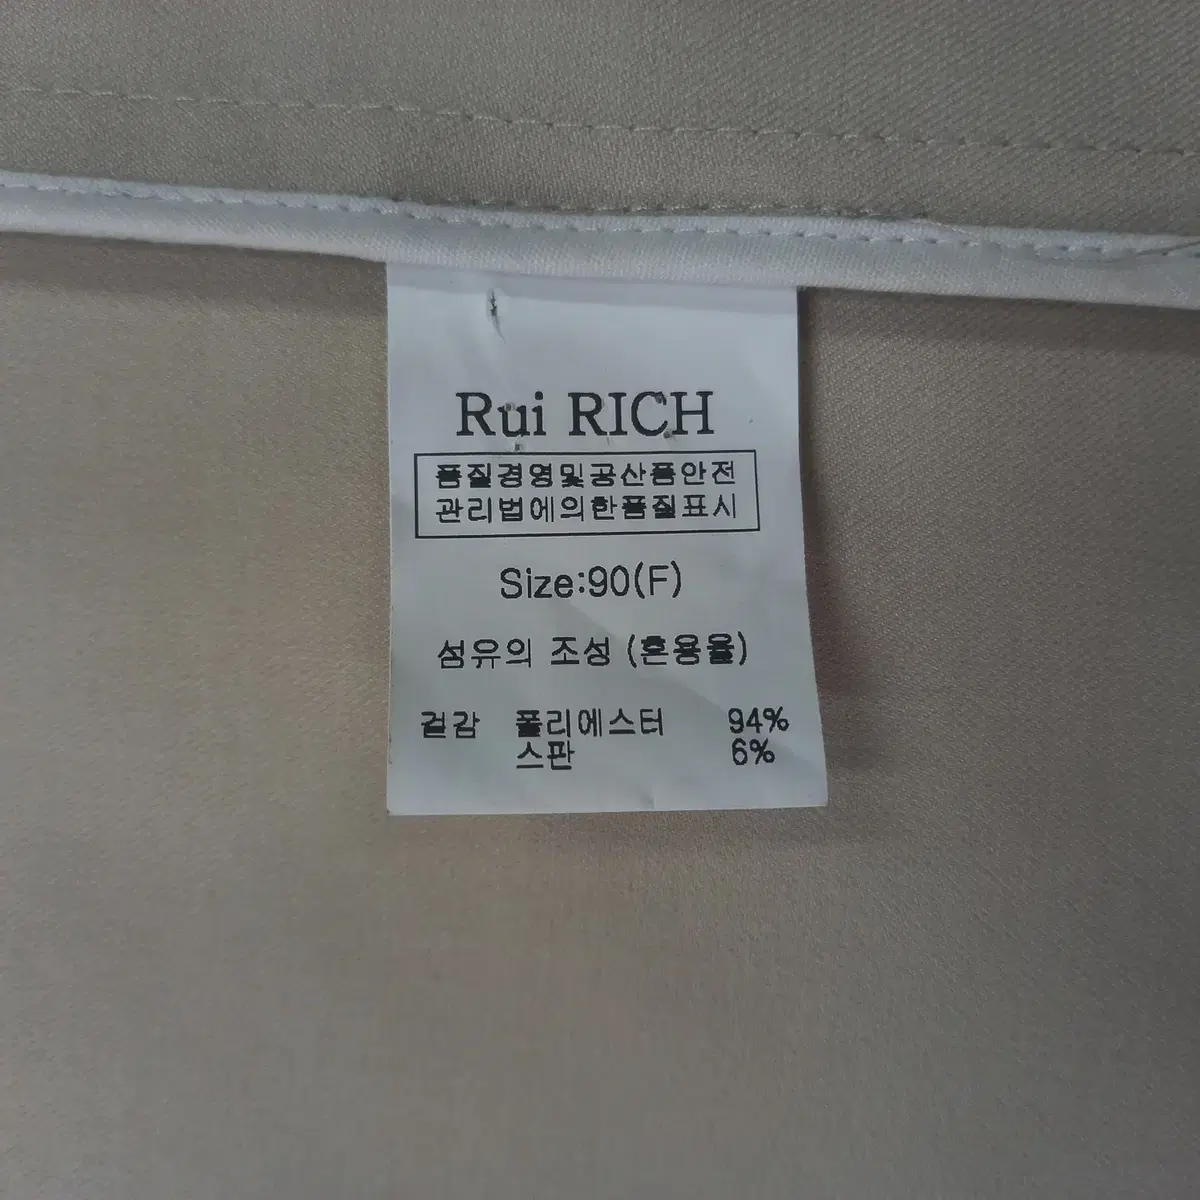 Rui RICH
품질경영및공산품안전
관리법에의한품질표시
Size:90(F)
섬유의 조성 (혼용율)
겉감 폴리에스터 94%
스판 6%